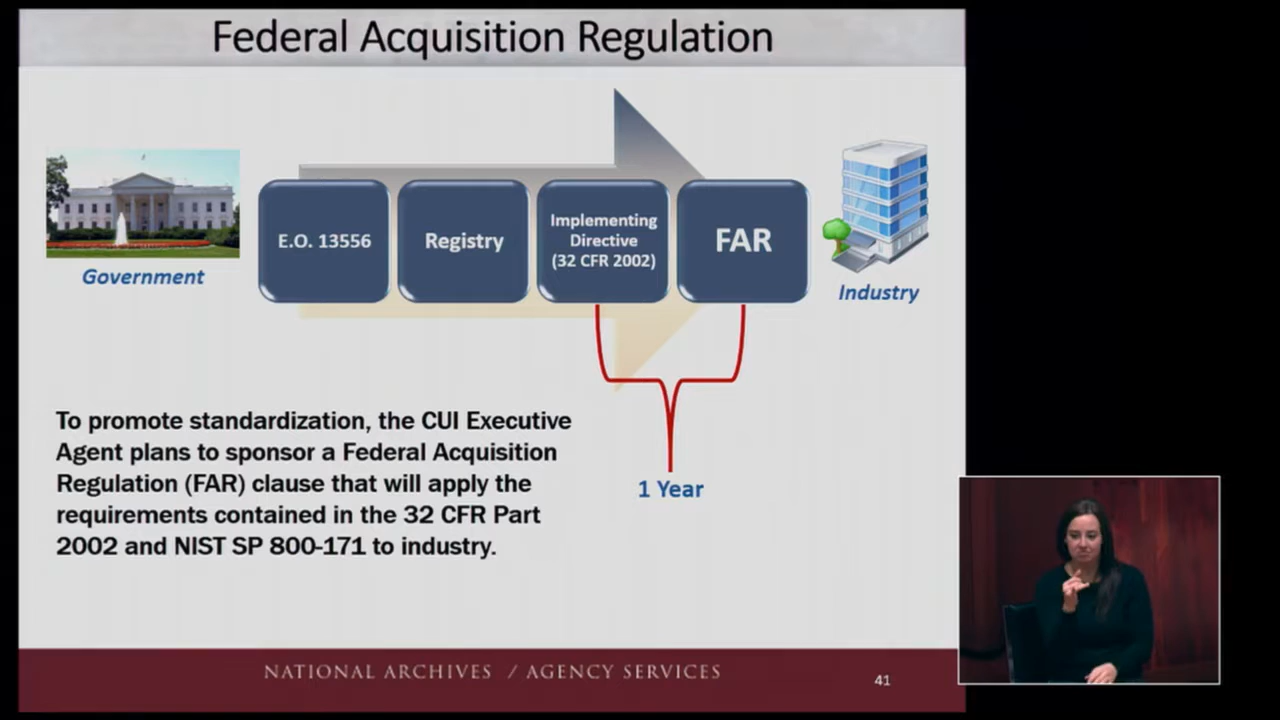 Federal Acquisition Regulation
Government
E.O. 13556
Registry
Implementing
Directive
(32 CFR 2002)
FAR
Industry
1 Year
To promote standardization, the CUI Executive
Agent plans to sponsor a Federal Acquisition
Regulation (FAR) clause that will apply the
requirements contained in the 32 CFR Part
2002 and NIST SP 800-171 to industry.
NATIONAL ARCHIVES / AGENCY SERVICES
41